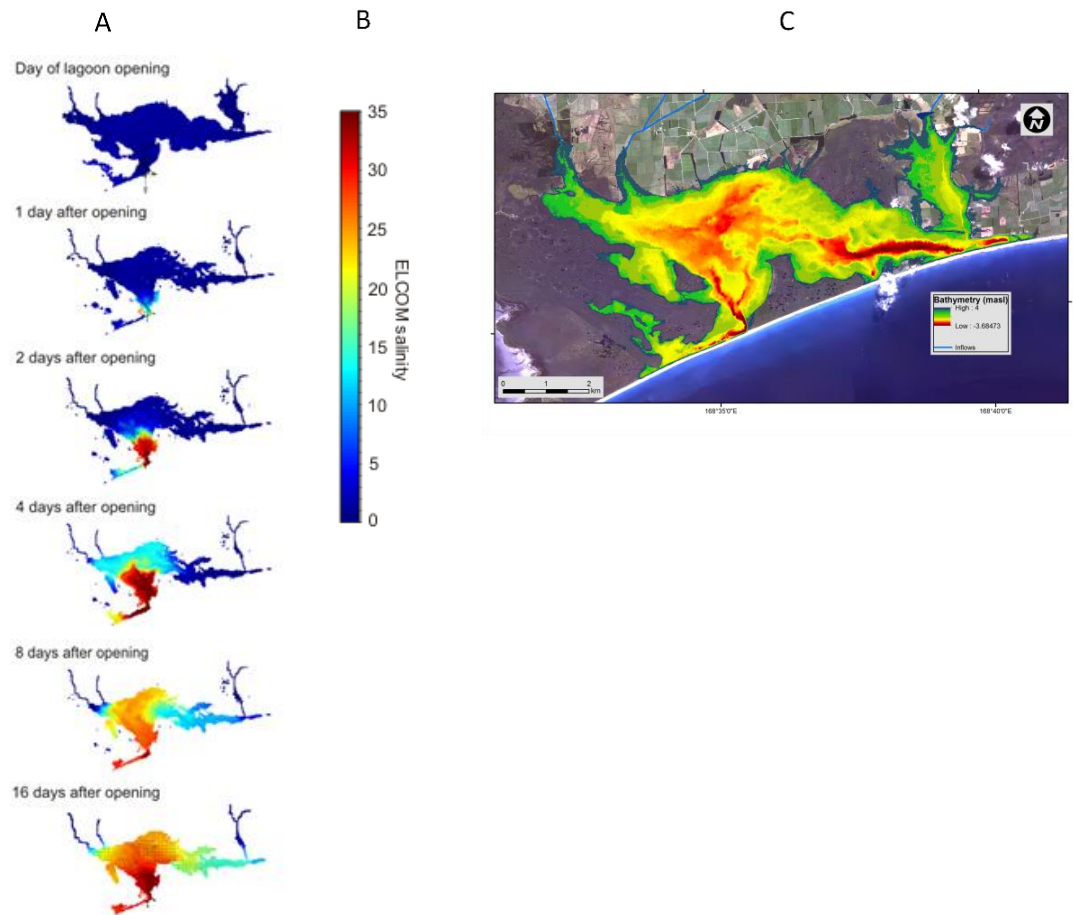 A
B
C
Day of lagoon opening
1 day after opening
2 days after opening
4 days after opening
8 days after opening
16 days after opening
35
30
25
20
15
10
5
0
ELCOM salinity
N
Bathymetry (masl)
High : 4
Low : -3.68473
Inflows
0 1 2
km
168°35'0"E
168°40'0"E